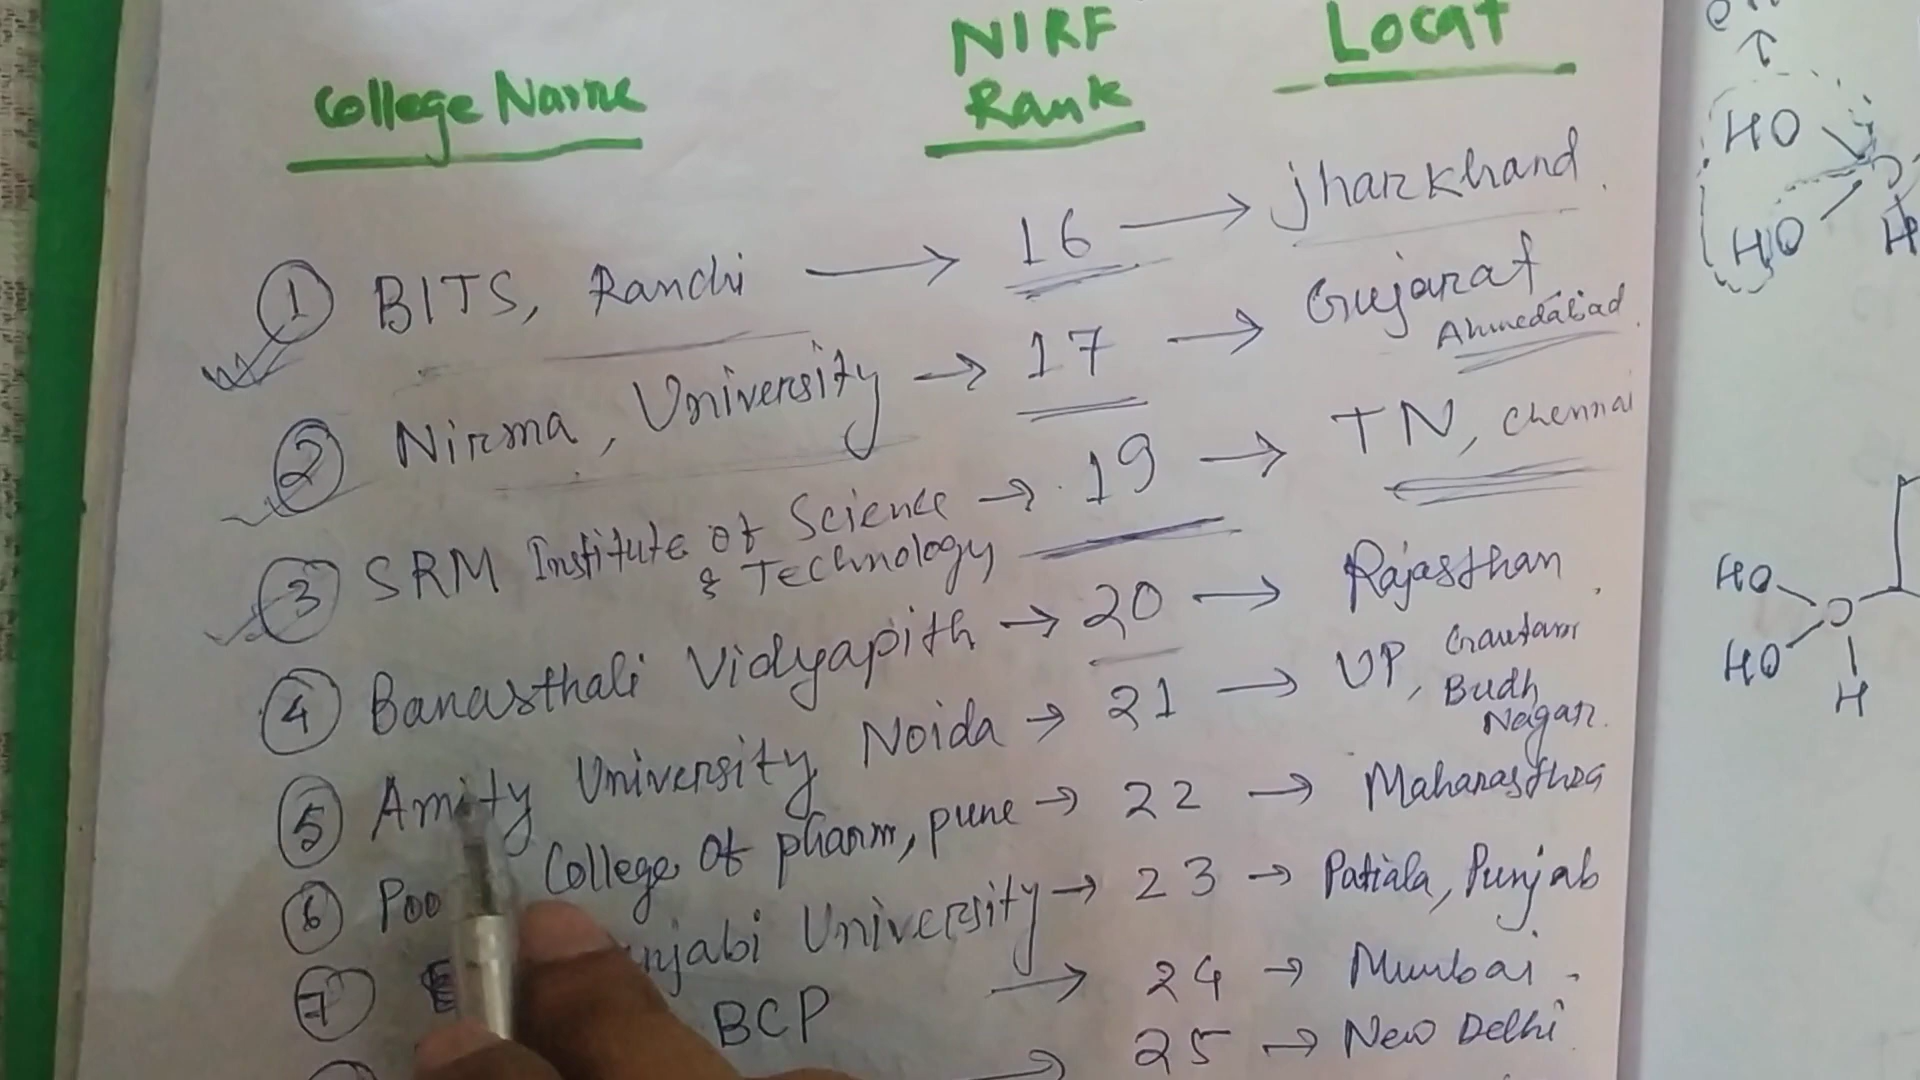 College Name NIRF Rank Locat
1 BITS, Ranchi → 16 → Jharkhand.
2 Nirma, University → 17 → Gujarat Ahmedabad.
3 SRM Institute of Science & Technology → 19 → TN, Chennai
4 Banasthali Vidyapith → 20 → Rajasthan.
5 Amity University Noida → 21 → UP, Gautam Budh Nagar.
6 Poo College of pharm, pune → 22 → Maharasthra
7 njabi University → 23 → Patiala, Punjab
BCP → 24 → Mumbai.
→ 25 → New Delhi.
HO
HO H
HO
HO H